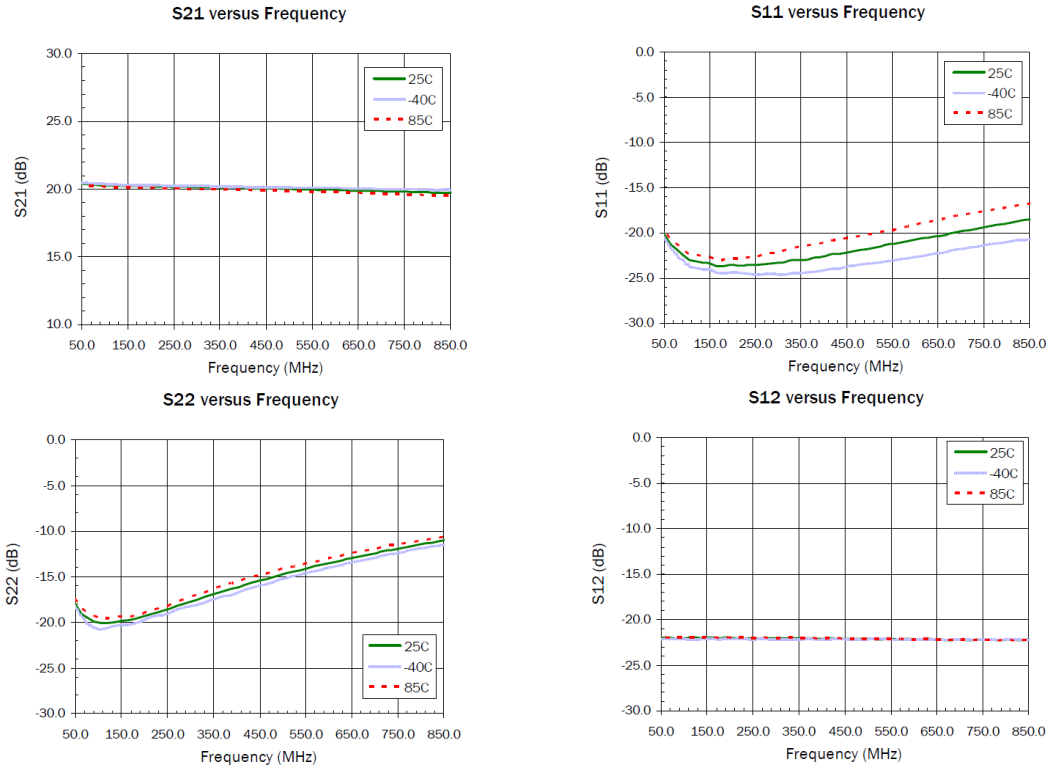 S21 versus Frequency
30.0
25.0
20.0
15.0
10.0
S21 (dB)
25C
-40C
85C
50.0 150.0 250.0 350.0 450.0 550.0 650.0 750.0 850.0
Frequency (MHz)
S11 versus Frequency
0.0
-5.0
-10.0
-15.0
-20.0
-25.0
-30.0
S11 (dB)
25C
-40C
85C
50.0 150.0 250.0 350.0 450.0 550.0 650.0 750.0 850.0
Frequency (MHz)
S22 versus Frequency
0.0
-5.0
-10.0
-15.0
-20.0
-25.0
-30.0
S22 (dB)
25C
-40C
85C
50.0 150.0 250.0 350.0 450.0 550.0 650.0 750.0 850.0
Frequency (MHz)
S12 versus Frequency
0.0
-5.0
-10.0
-15.0
-20.0
-25.0
-30.0
S12 (dB)
25C
-40C
85C
50.0 150.0 250.0 350.0 450.0 550.0 650.0 750.0 850.0
Frequency (MHz)